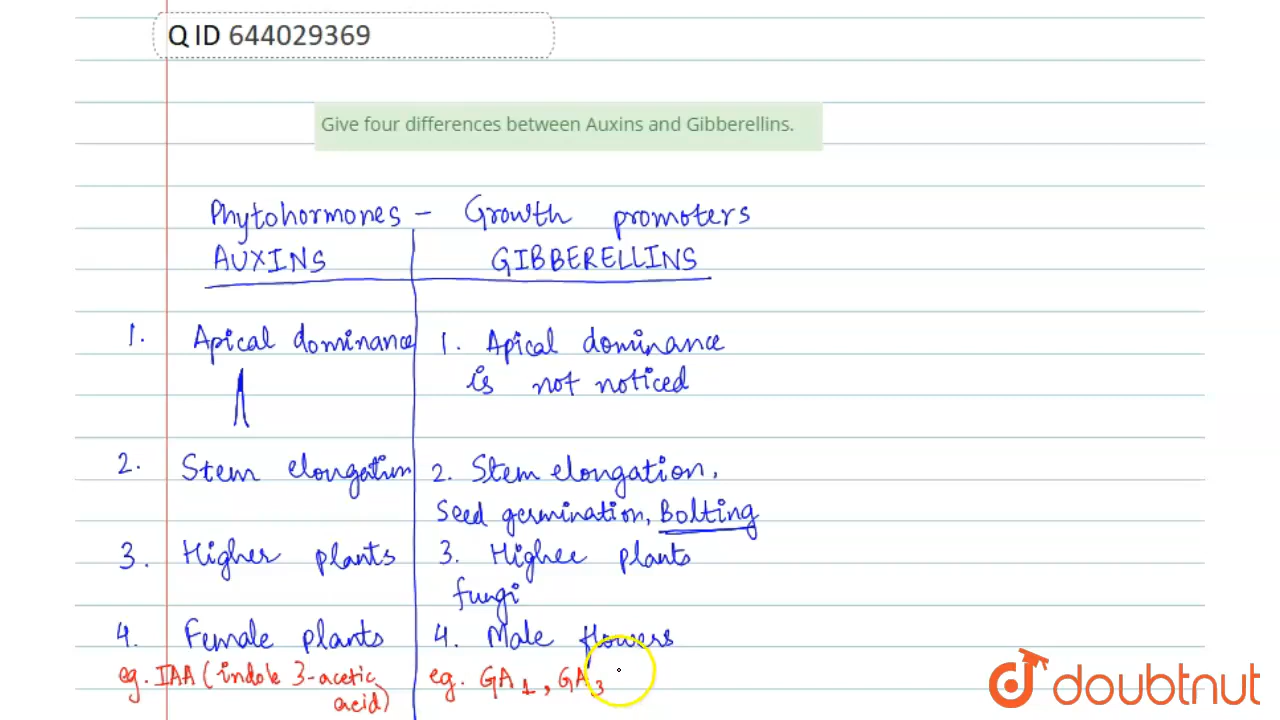 Q ID 644029369
Give four differences between Auxins and Gibberellins.
Phytohormones - Growth promoters
AUXINS GIBBERELLINS
1. Apical dominance 1. Apical dominance
is not noticed
2. Stem elongation 2. Stem elongation,
Seed germination, Bolting
3. Higher plants 3. Higher plants
fungi
4. Female plants 4. Male flowers
eg. IAA (indole 3-acetic eg. GA1, GA3
acid)
doubtnut